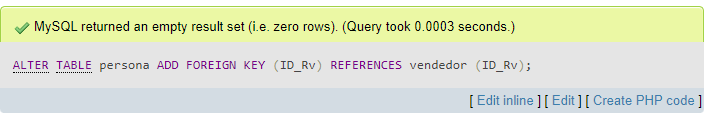 MySQL returned an empty result set (i.e. zero rows). (Query took 0.0003 seconds.)
ALTER TABLE persona ADD FOREIGN KEY (ID_Rv) REFERENCES vendedor (ID_Rv);
[ Edit inline ] [ Edit ] [ Create PHP code ]